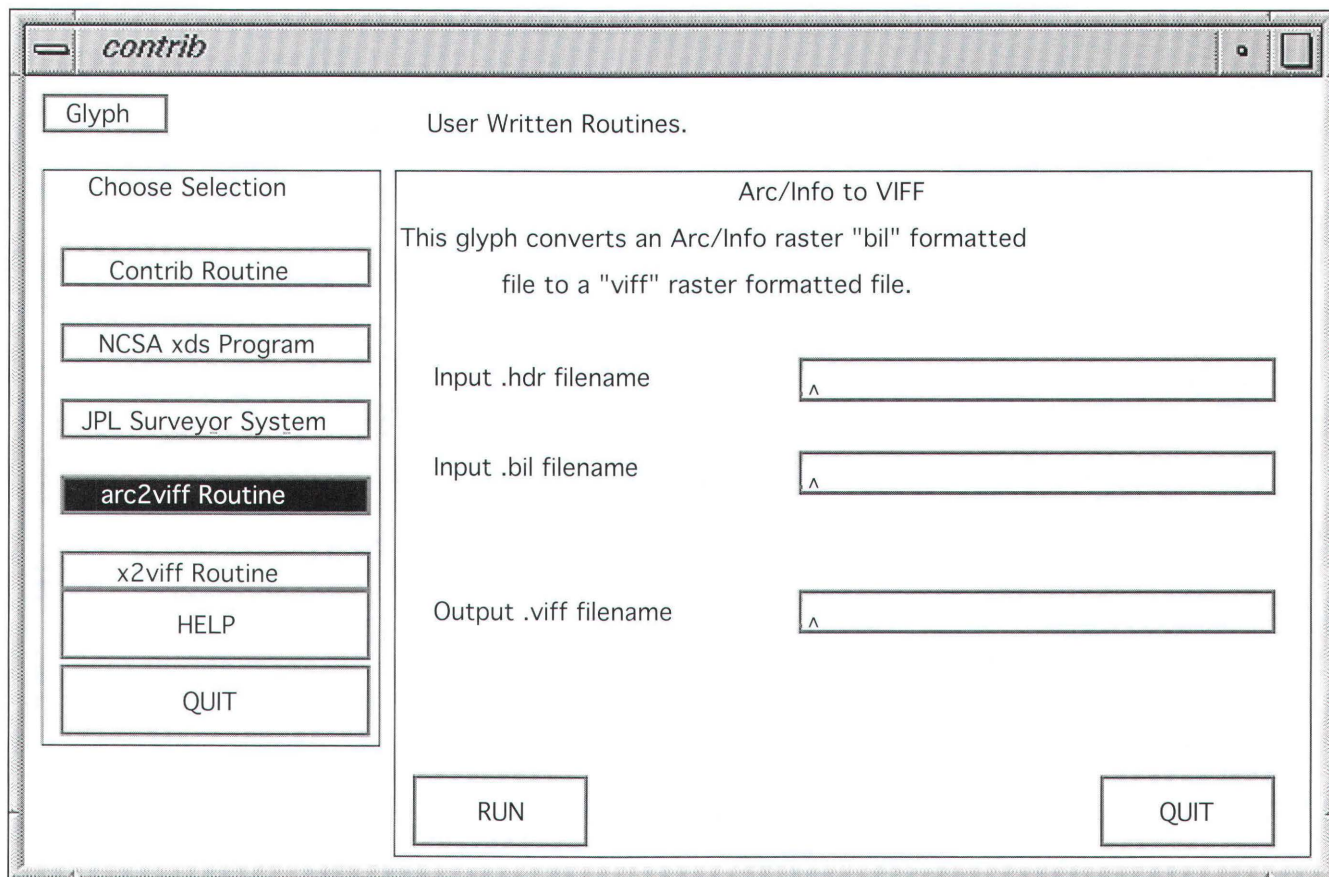 contrib
Glyph
User Written Routines.
Choose Selection
Contrib Routine
NCSA xds Program
JPL Surveyor System
arc2viff Routine
x2viff Routine
HELP
QUIT
Arc/Info to VIFF
This glyph converts an Arc/Info raster "bil" formatted
file to a "viff" raster formatted file.
Input .hdr filename
^
Input .bil filename
^
Output .viff filename
^
RUN
QUIT